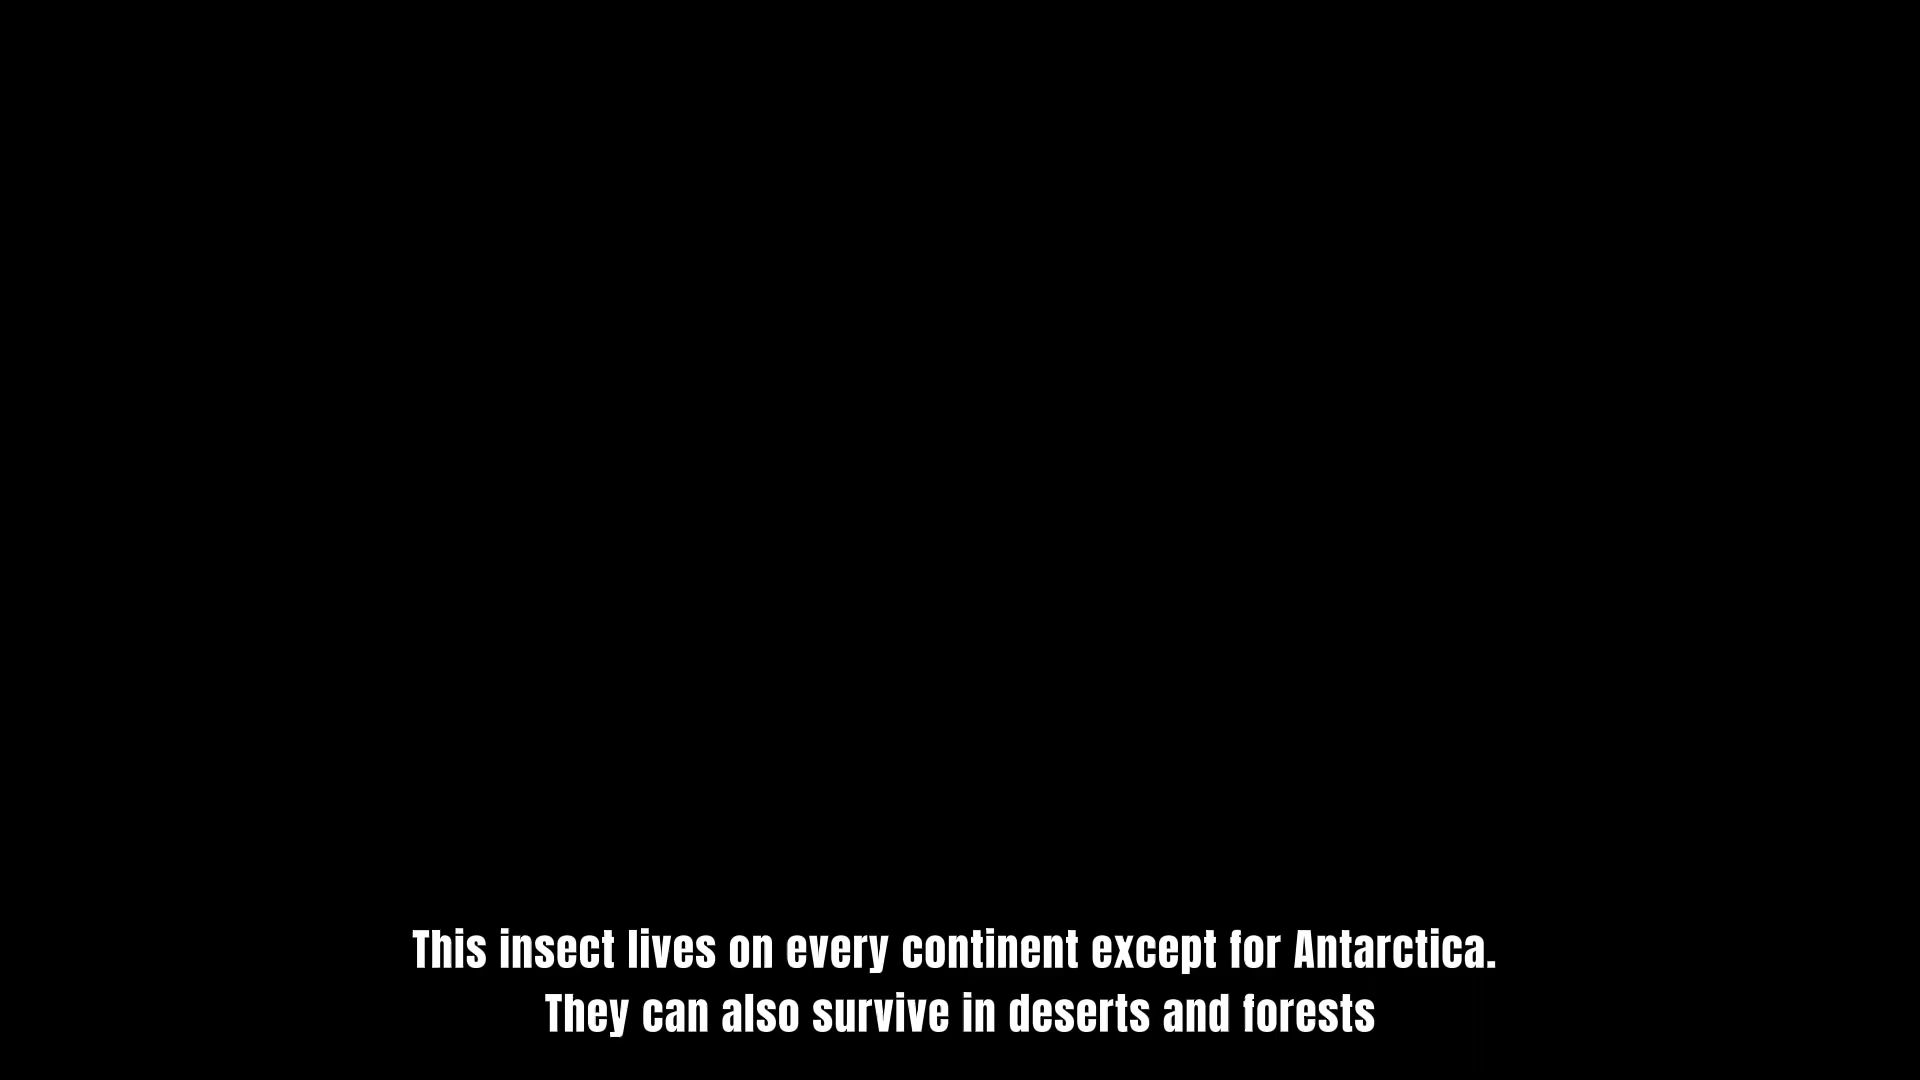 This insect lives on every continent except for Antarctica.
They can also survive in deserts and forests